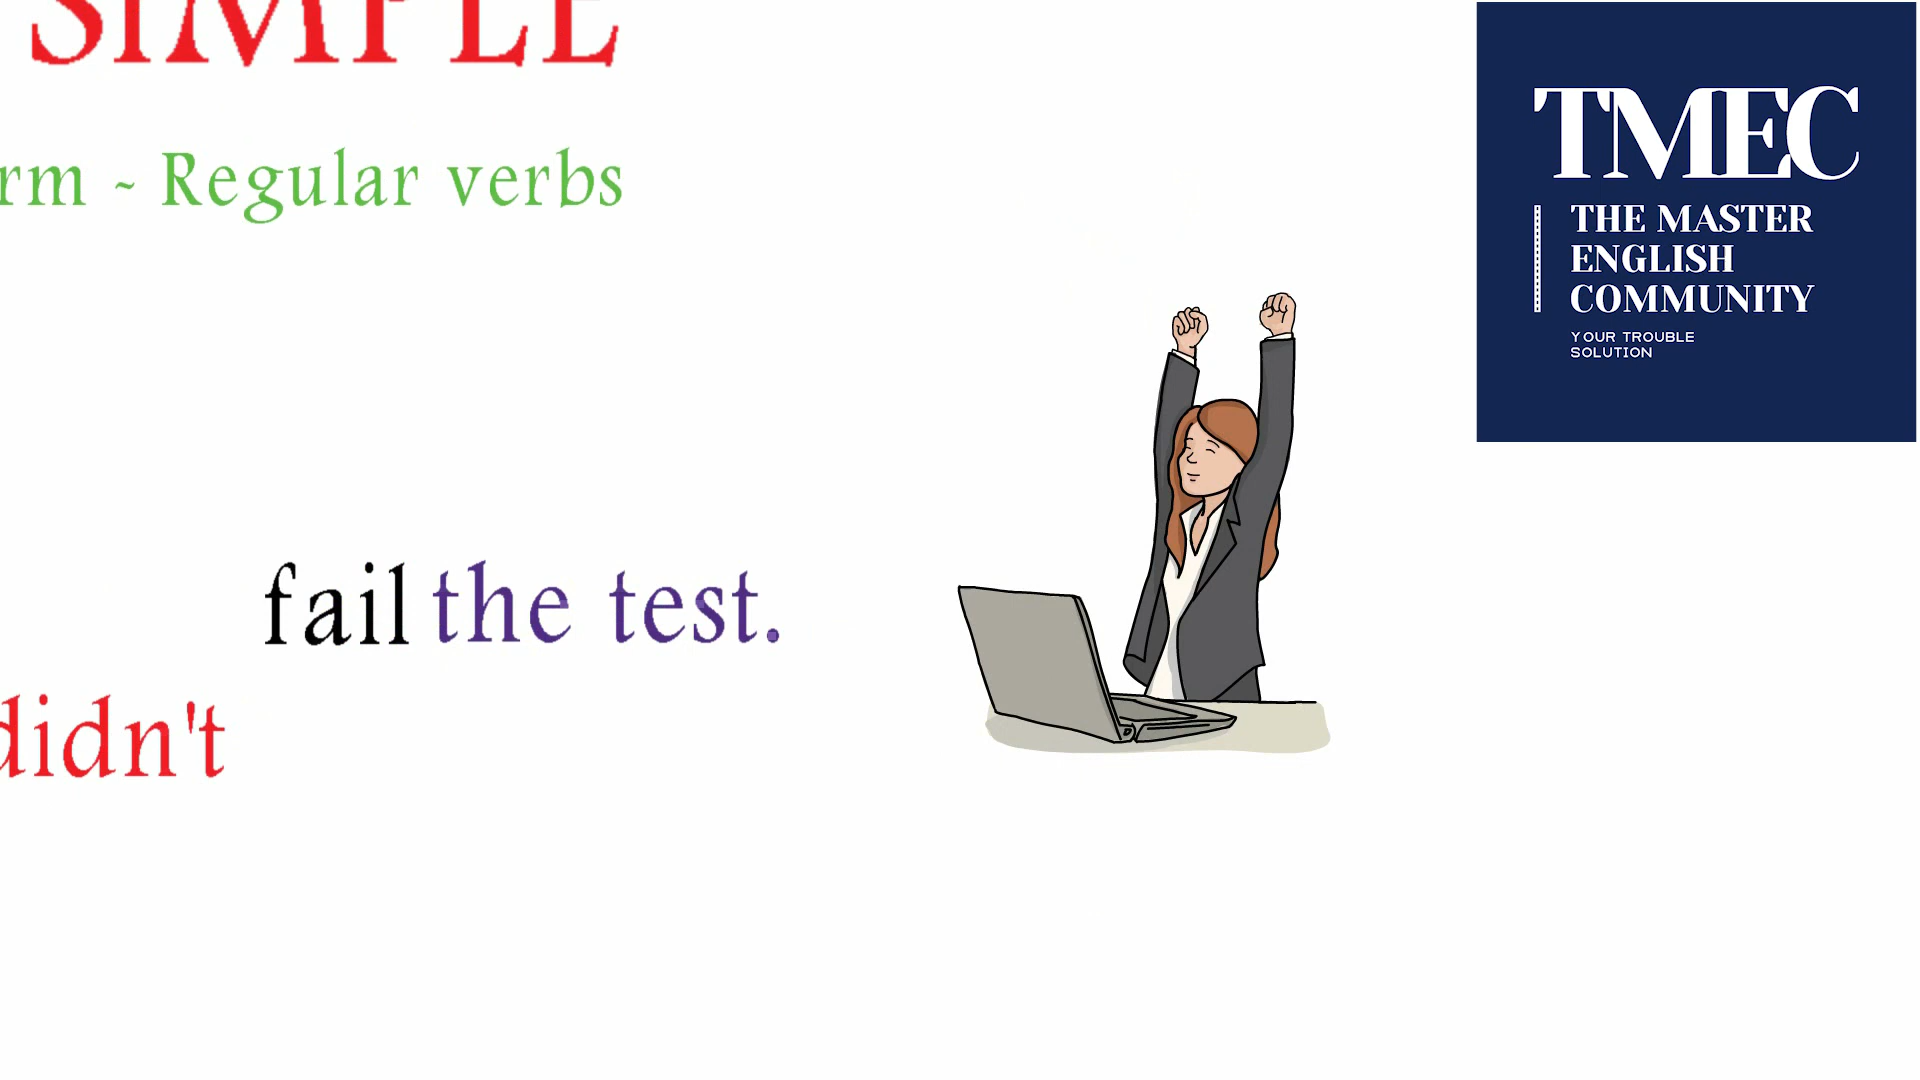 SIMPLE
rm ~ Regular verbs
fail the test.
didn't
TMEC
THE MASTER
ENGLISH
COMMUNITY
YOUR TROUBLE
SOLUTION